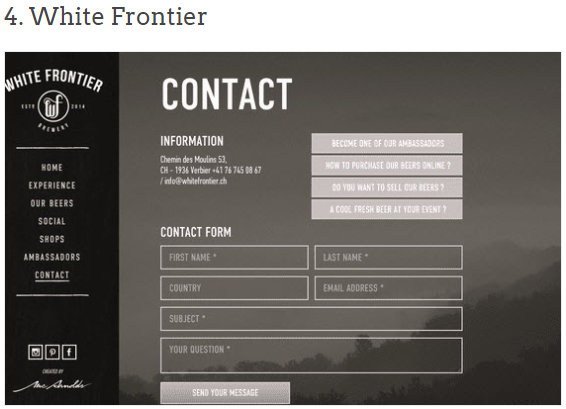 4. White Frontier
WHITE FRONTIER
ESTD 2014
wf
BREWERY
HOME
EXPERIENCE
OUR BEERS
SOCIAL
SHOPS
AMBASSADORS
CONTACT
CREATED BY
CONTACT
INFORMATION
Chemin des Moulins 53,
CH - 1936 Verbier +41 76 745 08 67
/ info@whitefrontier.ch
BECOME ONE OF OUR AMBASSADORS
HOW TO PURCHASE OUR BEERS ONLINE ?
DO YOU WANT TO SELL OUR BEERS ?
A COOL FRESH BEER AT YOUR EVENT ?
CONTACT FORM
FIRST NAME * LAST NAME *
COUNTRY EMAIL ADDRESS *
SUBJECT *
YOUR QUESTION *
SEND YOUR MESSAGE